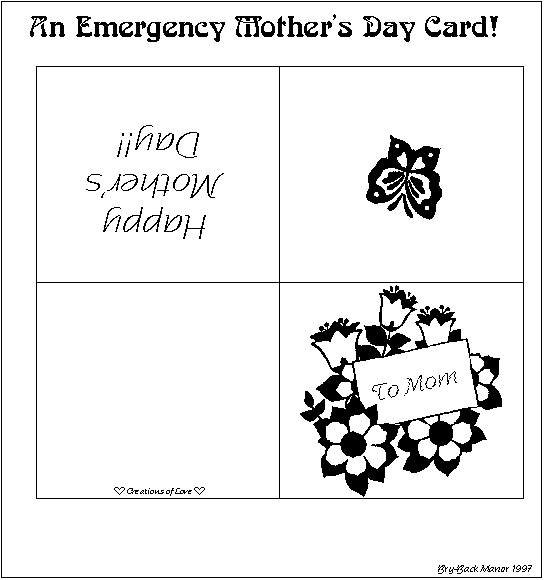 An Emergency Mother's Day Card!
Happy
Mother's
Day!!
To Mom
♡ Creations of Love ♡
Bry-Back Manor 1997